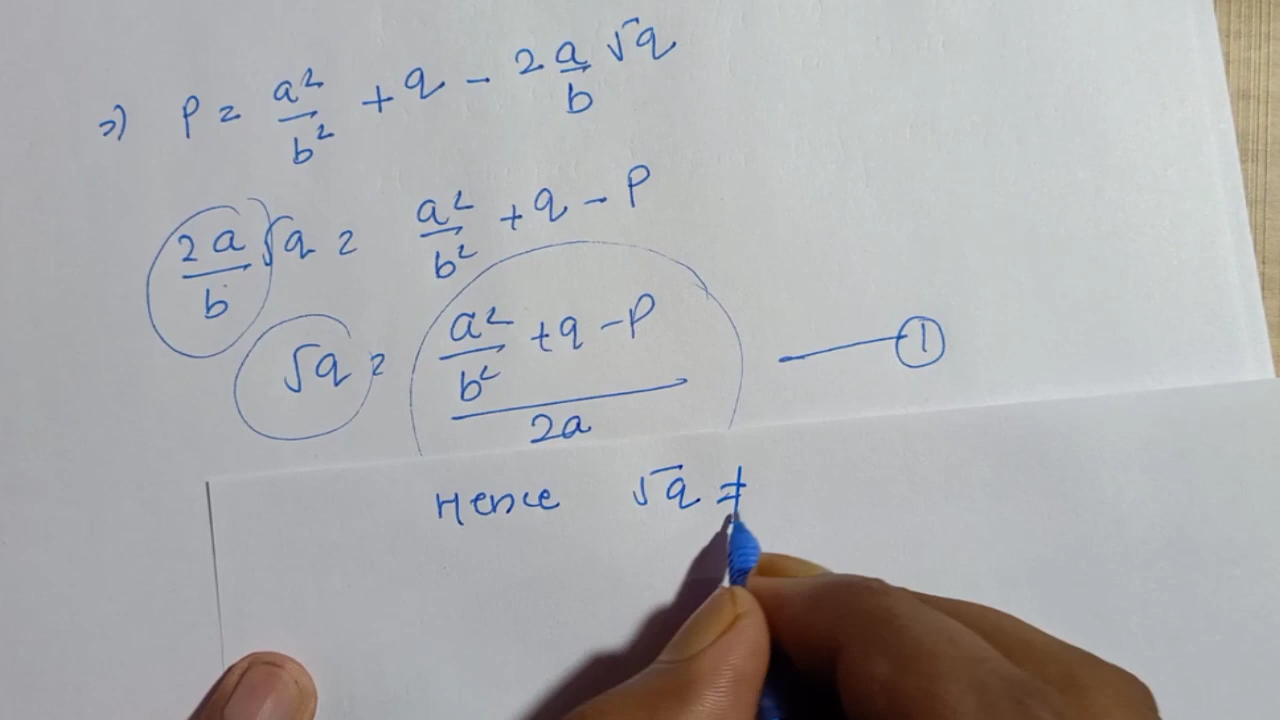 ⇒) P = a²/b² + q - 2 a/b √q
2a/b √q = a²/b² + q - P
√q = (a²/b² + q - P)/2a ——①
Hence √q ≠